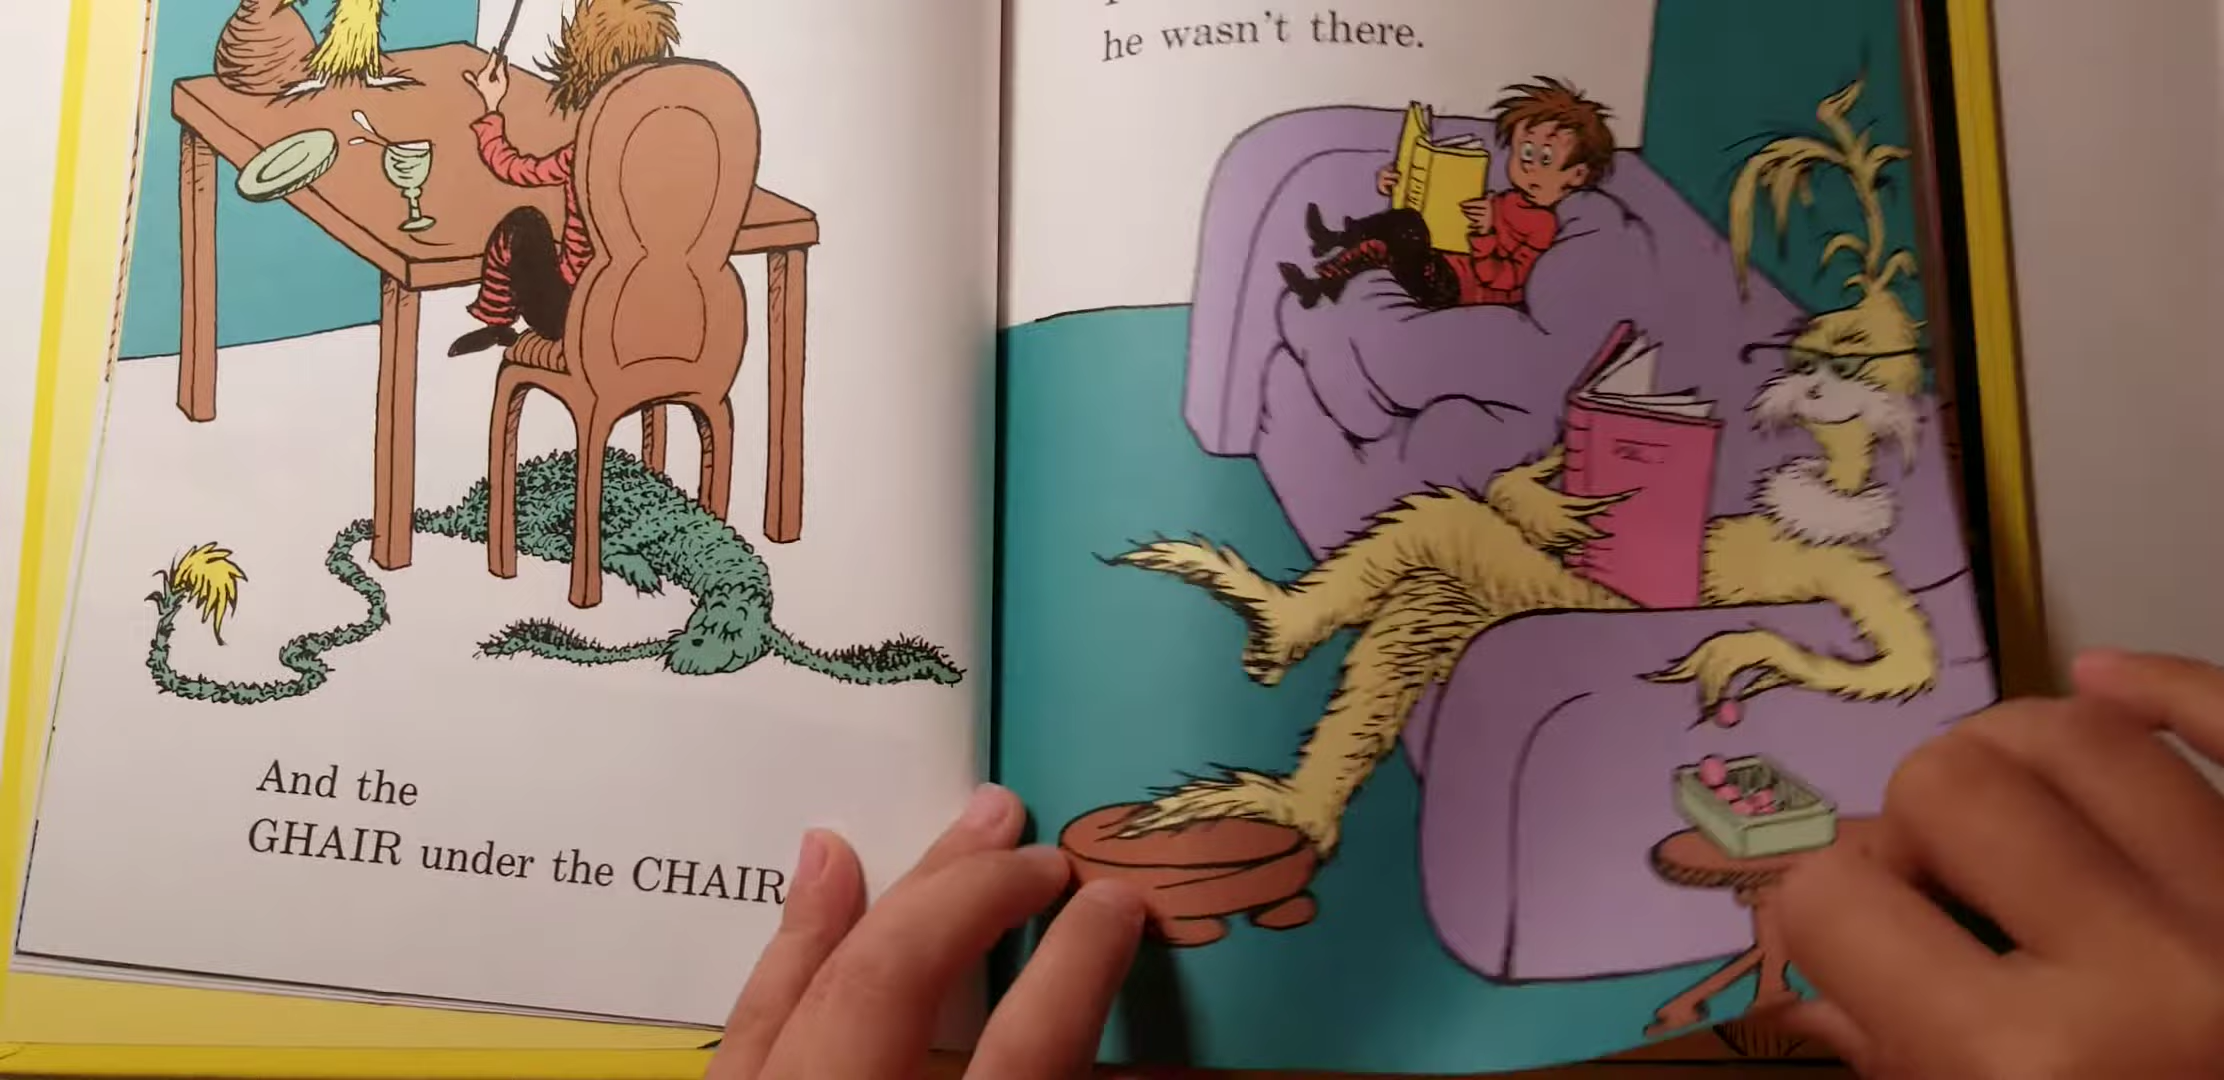 And the
GHAIR under the CHAIR
he wasn't there.